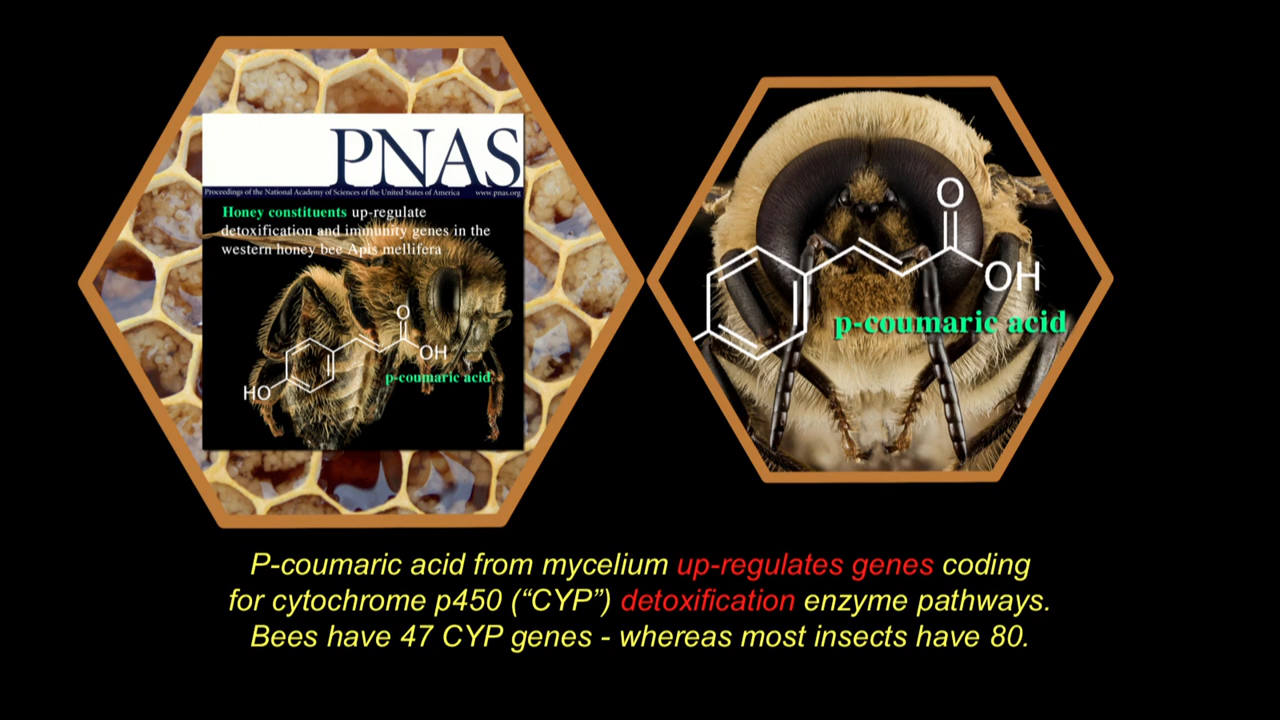 PNAS
Proceedings of the National Academy of Sciences of the United States of America www.pnas.org
Honey constituents up-regulate
detoxification and immunity genes in the
western honey bee Apis mellifera
O
OH
HO
p-coumaric acid
O
OH
p-coumaric acid
P-coumaric acid from mycelium up-regulates genes coding
for cytochrome p450 (“CYP”) detoxification enzyme pathways.
Bees have 47 CYP genes - whereas most insects have 80.